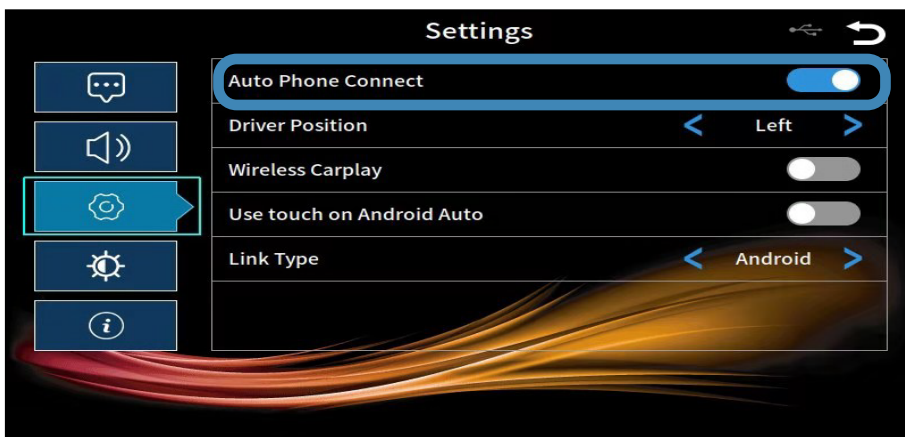 Settings
Auto Phone Connect
Driver Position < Left >
Wireless Carplay
Use touch on Android Auto
Link Type < Android >
i